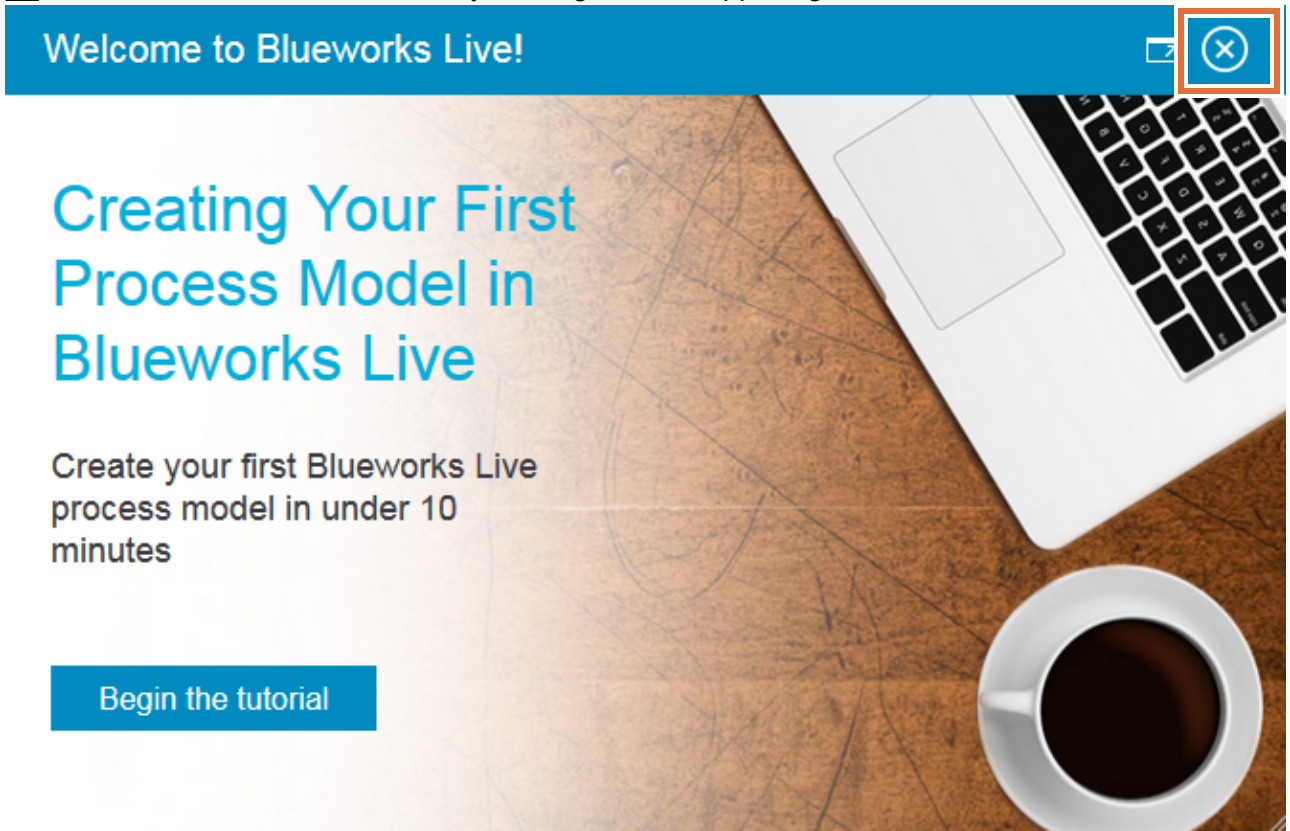 Welcome to Blueworks Live!
Creating Your First
Process Model in
Blueworks Live
Create your first Blueworks Live
process model in under 10
minutes
Begin the tutorial